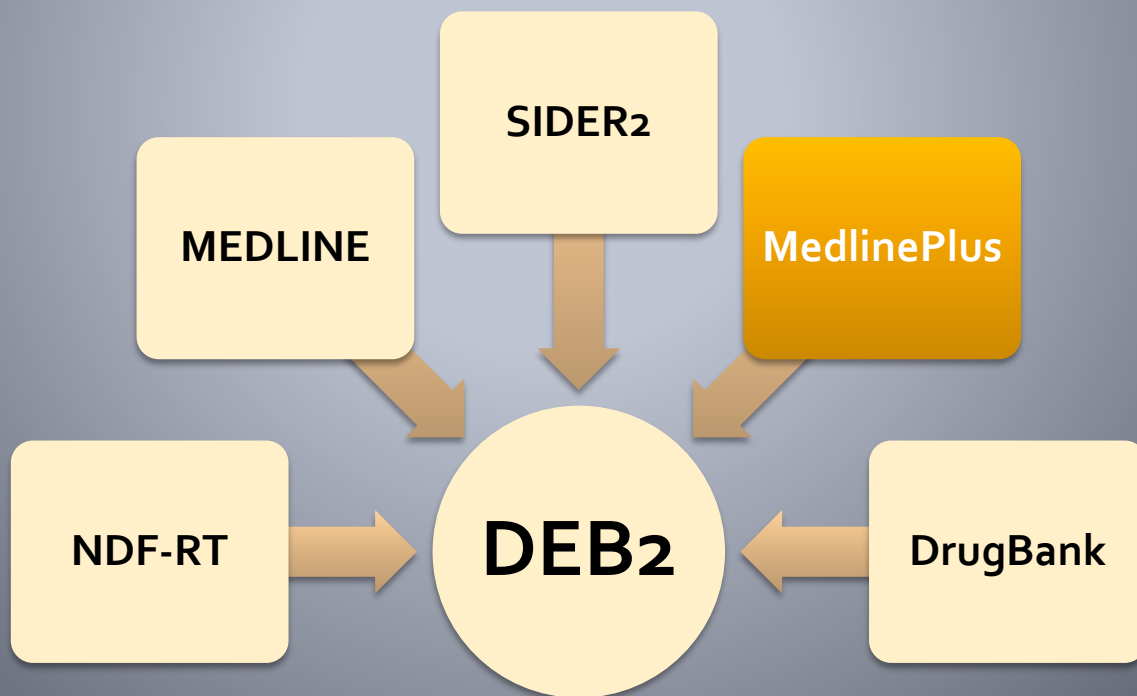 SIDER2
MEDLINE
MedlinePlus
NDF-RT
DEB2
DrugBank